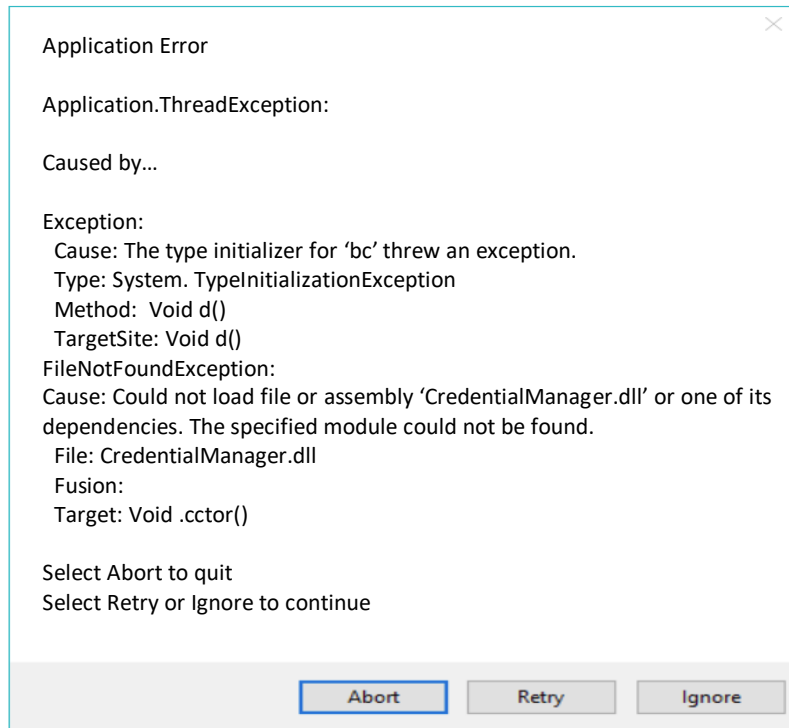 Application Error
Application.ThreadException:
Caused by…
Exception:
Cause: The type initializer for ‘bc’ threw an exception.
Type: System. TypeInitializationException
Method:  Void d()
TargetSite: Void d()
FileNotFoundException:
Cause: Could not load file or assembly ‘CredentialManager.dll’ or one of its
dependencies. The specified module could not be found.
File: CredentialManager.dll
Fusion:
Target: Void .cctor()
Select Abort to quit
Select Retry or Ignore to continue
Abort Retry Ignore